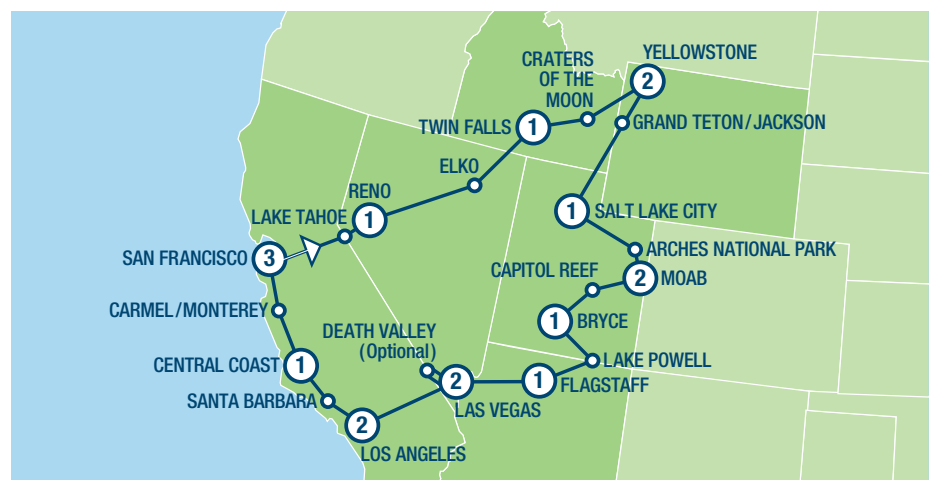 YELLOWSTONE
2
CRATERS
OF THE
MOON
GRAND TETON/JACKSON
TWIN FALLS
1
ELKO
RENO
1
LAKE TAHOE
SALT LAKE CITY
1
SAN FRANCISCO
3
ARCHES NATIONAL PARK
CAPITOL REEF
2
MOAB
CARMEL/MONTEREY
1
BRYCE
DEATH VALLEY
(Optional)
LAKE POWELL
CENTRAL COAST
1
2
LAS VEGAS
1
FLAGSTAFF
SANTA BARBARA
2
LOS ANGELES